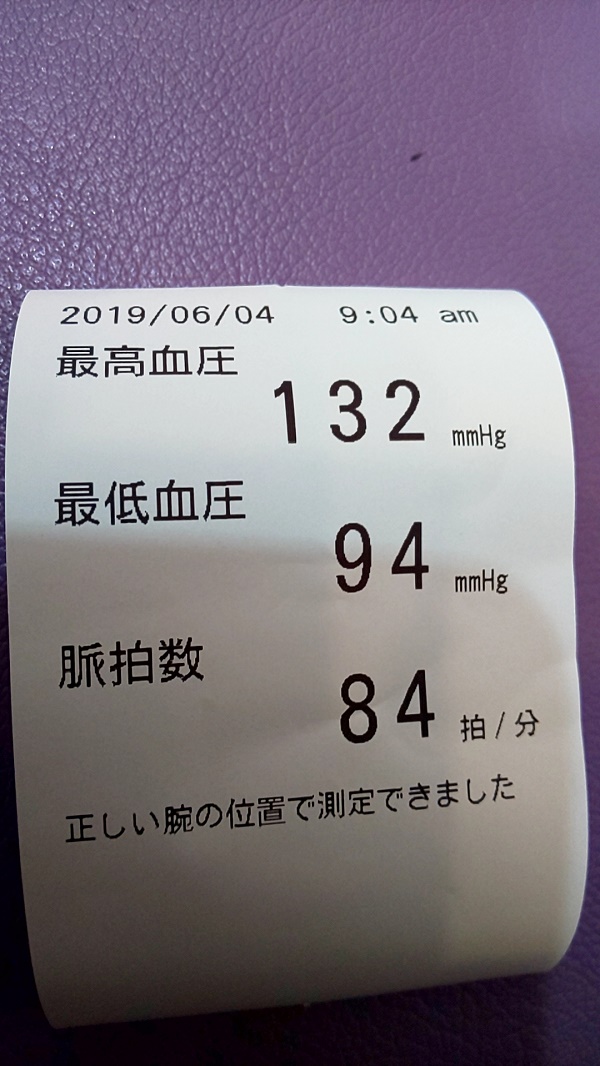 2019/06/04 9:04 am
最高血圧
132 mmHg
最低血圧
94 mmHg
脈拍数
84 拍/分
正しい腕の位置で測定できました